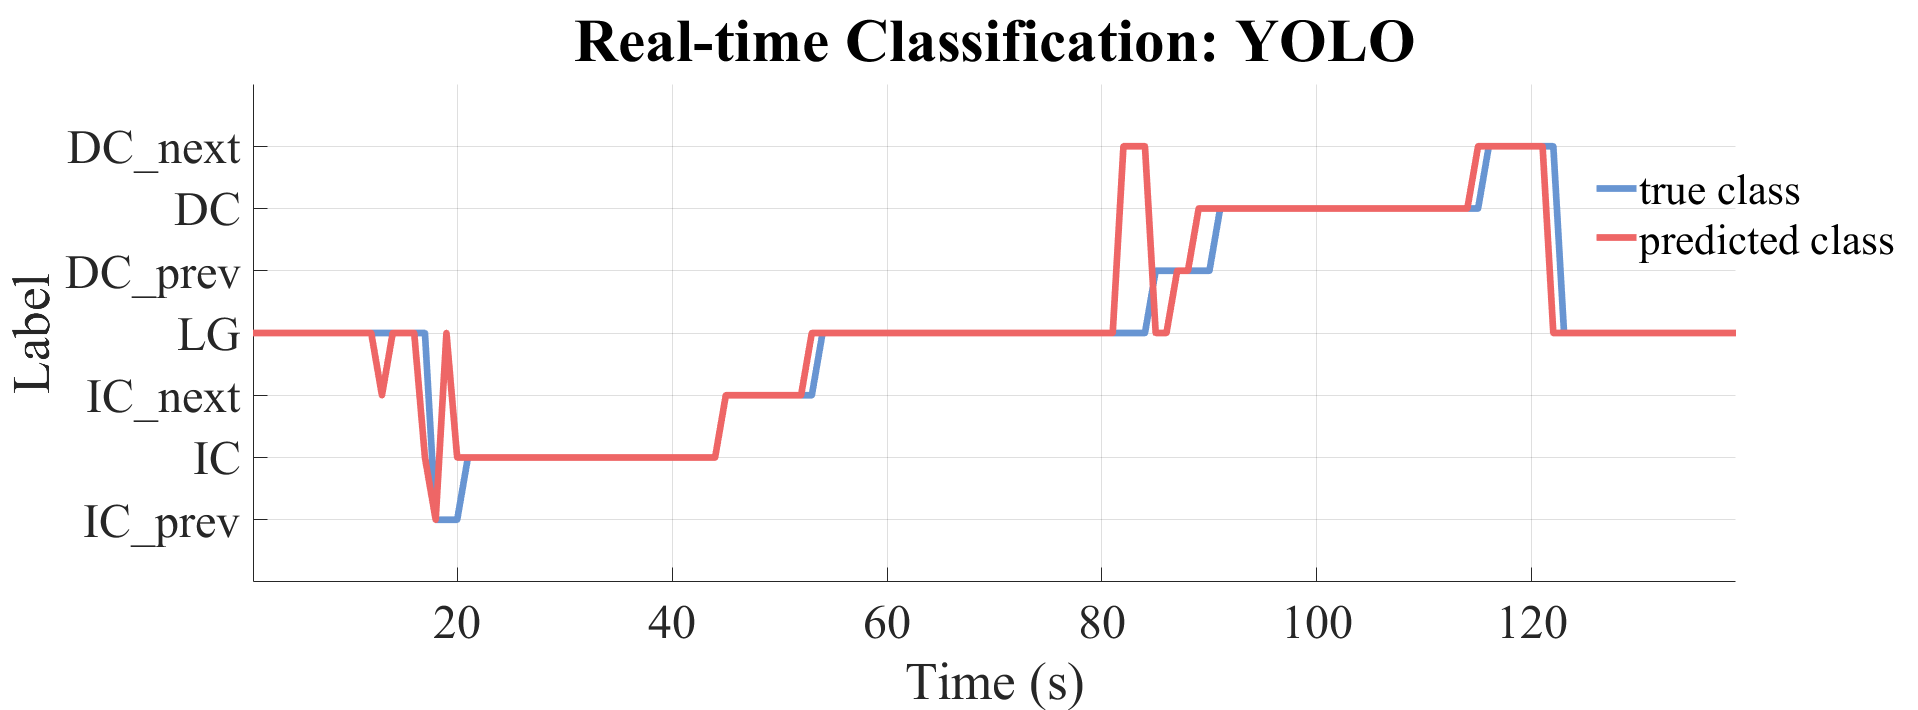 Real-time Classification: YOLO
DC_next
DC
DC_prev
LG
IC_next
IC
IC_prev
Label
true class
predicted class
20 40 60 80 100 120
Time (s)